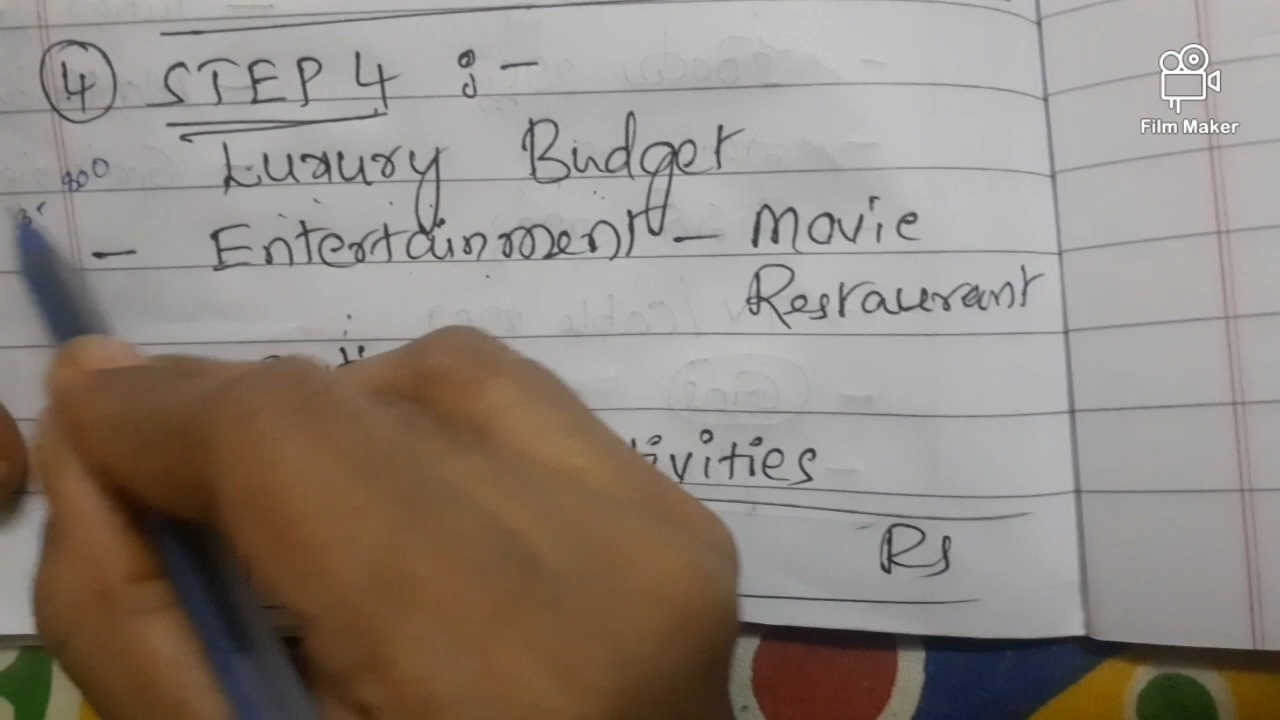 ④ STEP 4 :-
Luxury Budget
- Entertainment - Movie
Restaurant
Rs
Film Maker